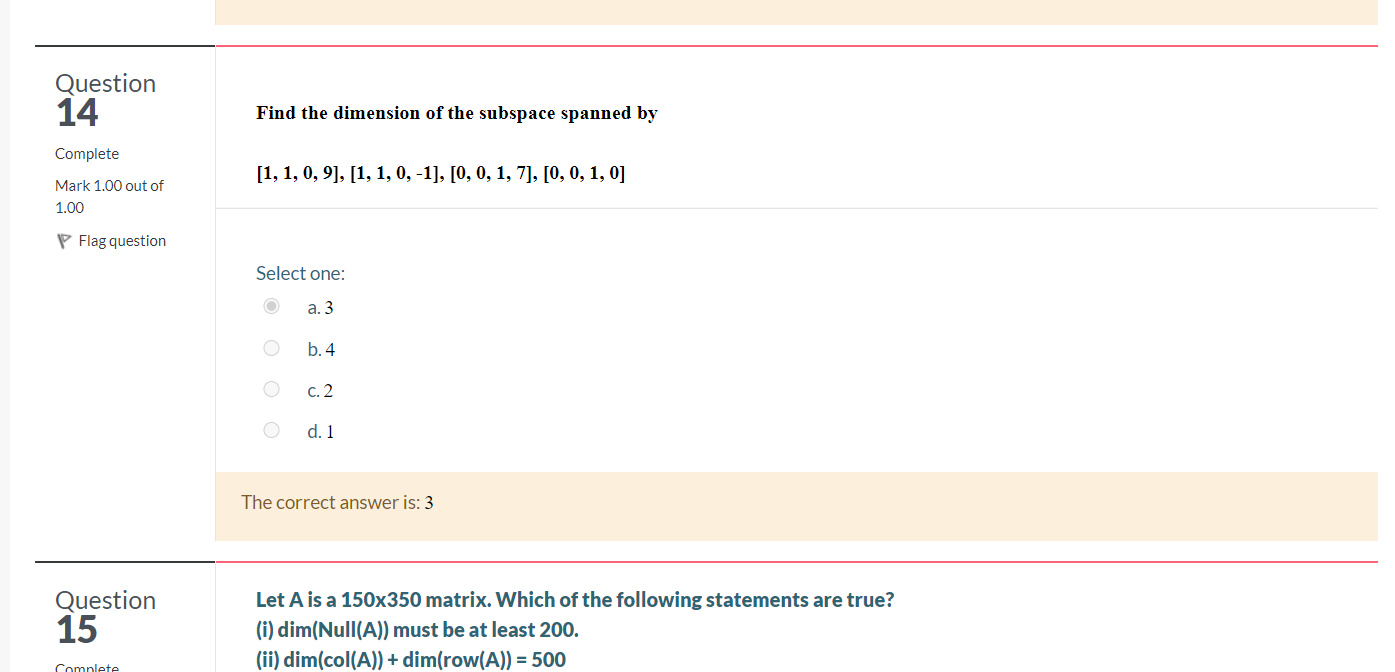 Question
14
Complete
Mark 1.00 out of
1.00
Flag question
Find the dimension of the subspace spanned by
[1, 1, 0, 9], [1, 1, 0, -1], [0, 0, 1, 7], [0, 0, 1, 0]
Select one:
a. 3
b. 4
c. 2
d. 1
The correct answer is: 3
Question
15
Complete
Let A is a 150x350 matrix. Which of the following statements are true?
(i) dim(Null(A)) must be at least 200.
(ii) dim(col(A)) + dim(row(A)) = 500